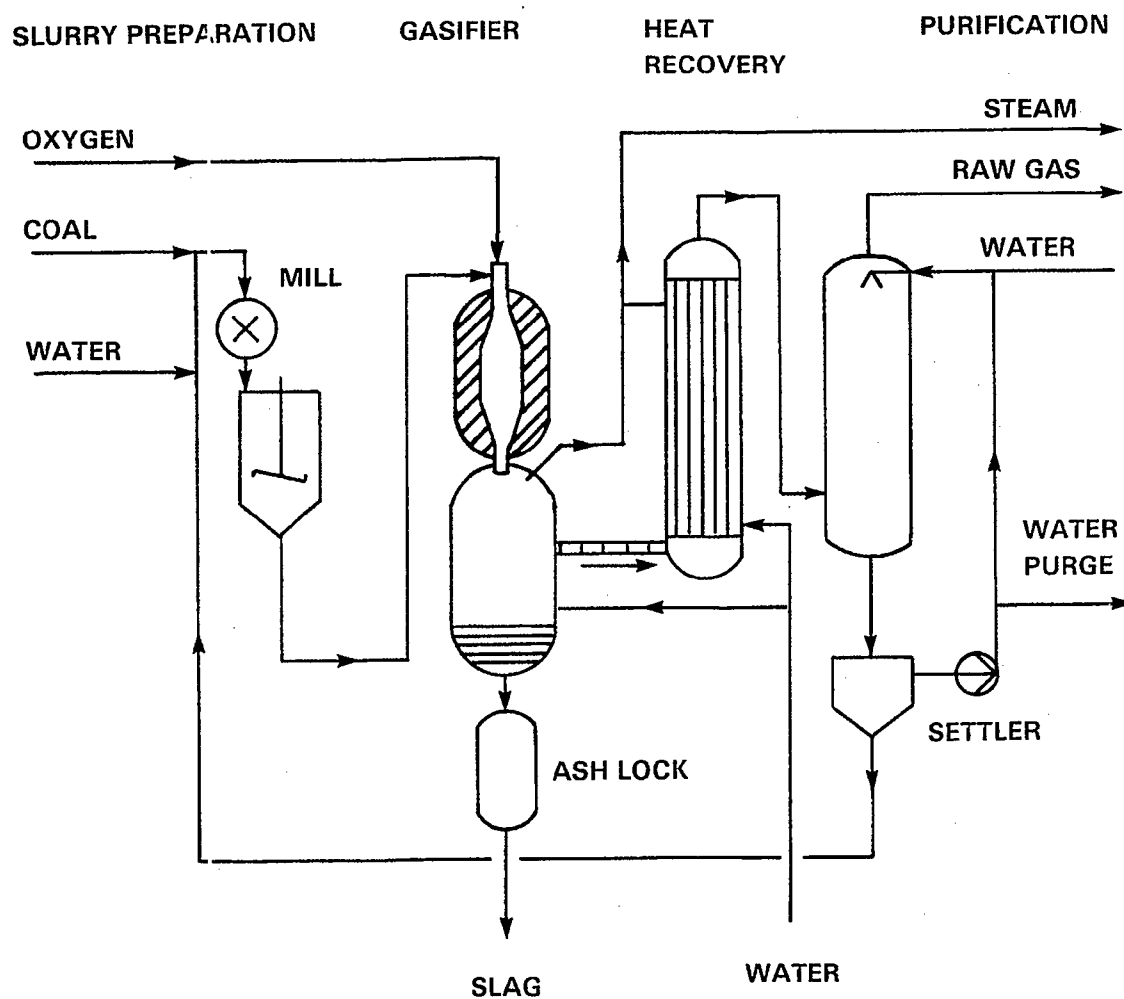 SLURRY PREPARATION
GASIFIER
HEAT
RECOVERY
PURIFICATION
STEAM
OXYGEN
RAW GAS
COAL
WATER
MILL
WATER
WATER
PURGE
SETTLER
ASH LOCK
SLAG
WATER